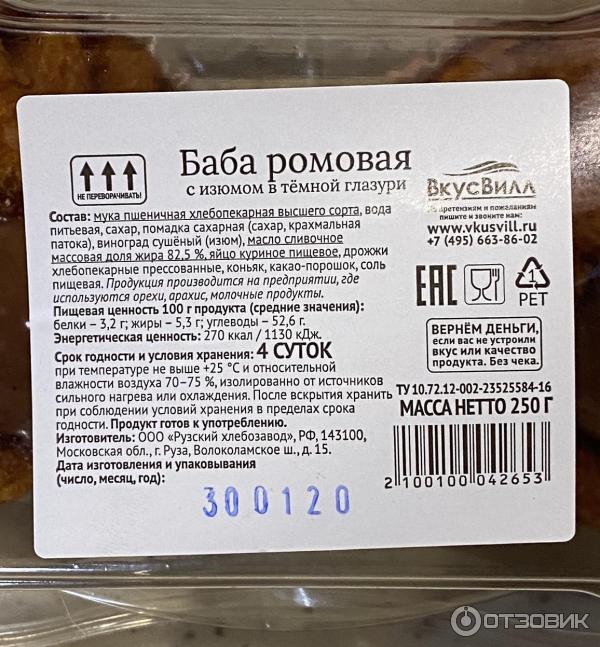 Баба ромовая
с изюмом в тёмной глазури
НЕ ПЕРЕВОРАЧИВАТЬ!
ВкусВилл
По претензиям и пожеланиям
пишите и звоните нам:
www.vkusvill.ru
+7 (495) 663-86-02
Состав: мука пшеничная хлебопекарная высшего сорта, вода
питьевая, сахар, помадка сахарная (сахар, крахмальная
патока), виноград сушёный (изюм), масло сливочное
массовая доля жира 82,5 %, яйцо куриное пищевое, дрожжи
хлебопекарные прессованные, коньяк, какао-порошок, соль
пищевая. Продукция производится на предприятии, где
используются орехи, арахис, молочные продукты.
Пищевая ценность 100 г продукта (средние значения):
белки – 3,2 г; жиры – 5,3 г; углеводы – 52,6 г.
Энергетическая ценность: 270 ккал / 1130 кДж.
Срок годности и условия хранения: 4 СУТОК
при температуре не выше +25 °С и относительной
влажности воздуха 70–75 %, изолированно от источников
сильного нагрева или охлаждения. После вскрытия хранить
при соблюдении условий хранения в пределах срока
годности. Продукт готов к употреблению.
Изготовитель: ООО «Рузский хлебозавод», РФ, 143100,
Московская обл., г. Руза, Волоколамское ш., д. 15.
Дата изготовления и упаковывания
(число, месяц, год):
300120
EAC
1
PET
ВЕРНЁМ ДЕНЬГИ,
если вас не устроили
вкус или качество
продукта. Без чека.
ТУ 10.72.12-002-23525584-16
МАССА НЕТТО 250 Г
2 100100 042653
ОТЗОВИК